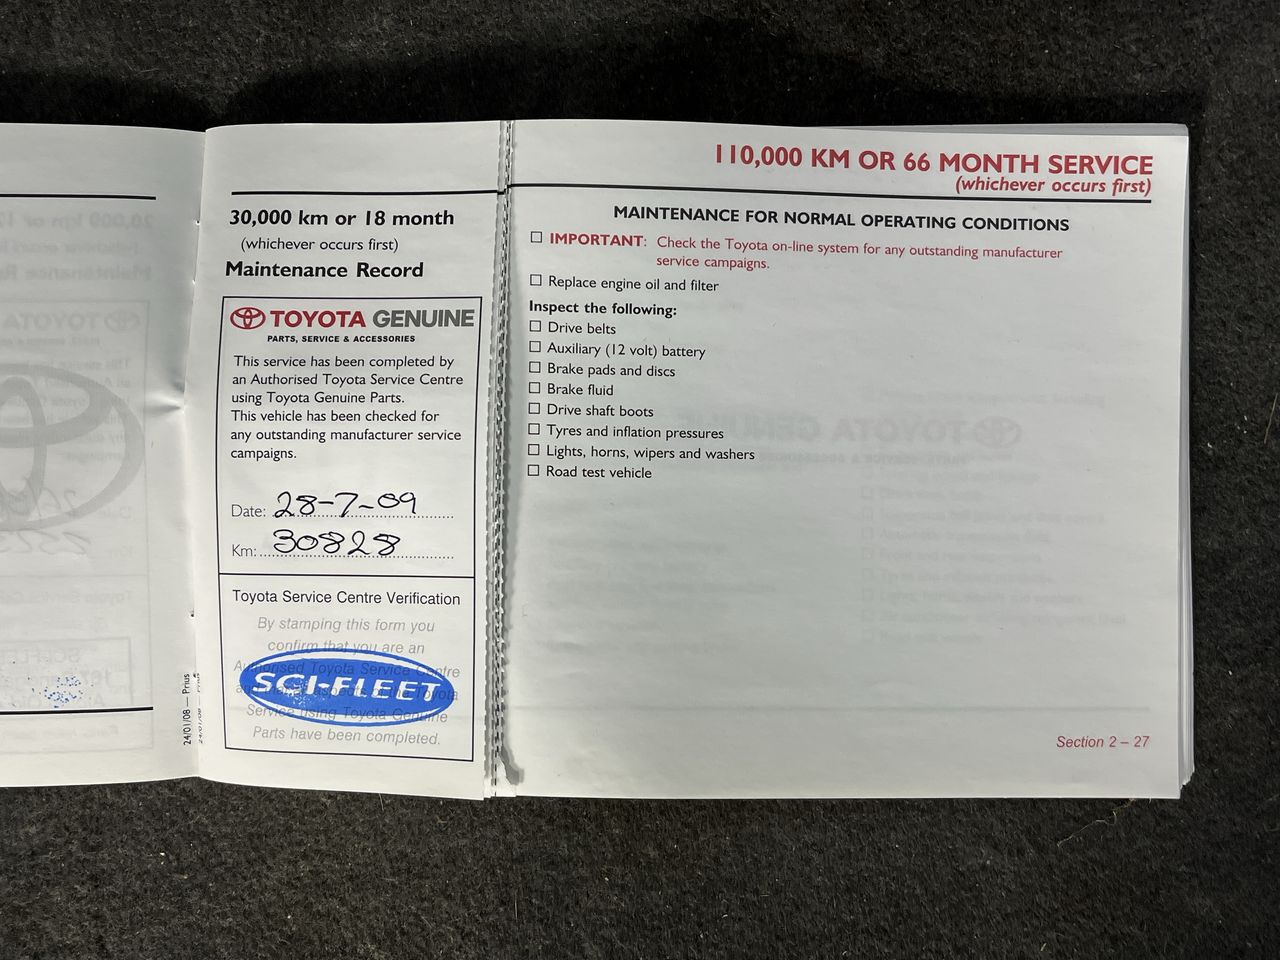 30,000 km or 18 month
(whichever occurs first)
Maintenance Record
TOYOTA GENUINE
PARTS, SERVICE & ACCESSORIES
This service has been completed by
an Authorised Toyota Service Centre
using Toyota Genuine Parts.
This vehicle has been checked for
any outstanding manufacturer service
campaigns.
Date: 28-7-09
Km: 30828
Toyota Service Centre Verification
By stamping this form you
confirm that you are an
Authorised Toyota Service Centre
SCI-FLEET
Service using Toyota Genuine
Parts have been completed.
24/01/08 — Prius
110,000 KM OR 66 MONTH SERVICE
(whichever occurs first)
MAINTENANCE FOR NORMAL OPERATING CONDITIONS
☐ IMPORTANT: Check the Toyota on-line system for any outstanding manufacturer
service campaigns.
☐ Replace engine oil and filter
Inspect the following:
☐ Drive belts
☐ Auxiliary (12 volt) battery
☐ Brake pads and discs
☐ Brake fluid
☐ Drive shaft boots
☐ Tyres and inflation pressures
☐ Lights, horns, wipers and washers
☐ Road test vehicle
Section 2 – 27